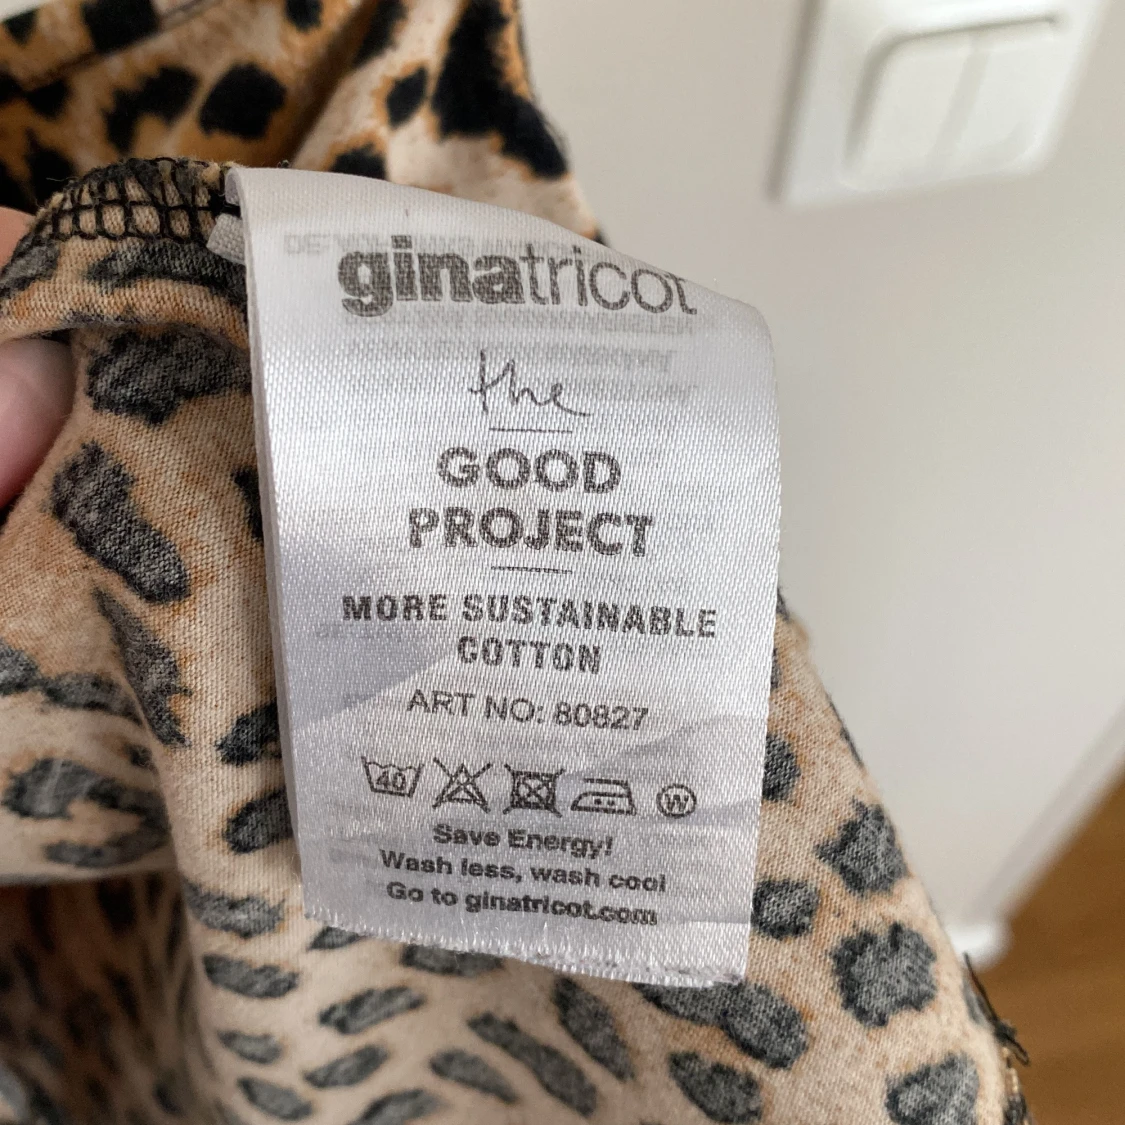 ginatricot
the
GOOD
PROJECT
MORE SUSTAINABLE
COTTON
ART NO: 80827
40 W
Save Energy!
Wash less, wash cool
Go to ginatricot.com